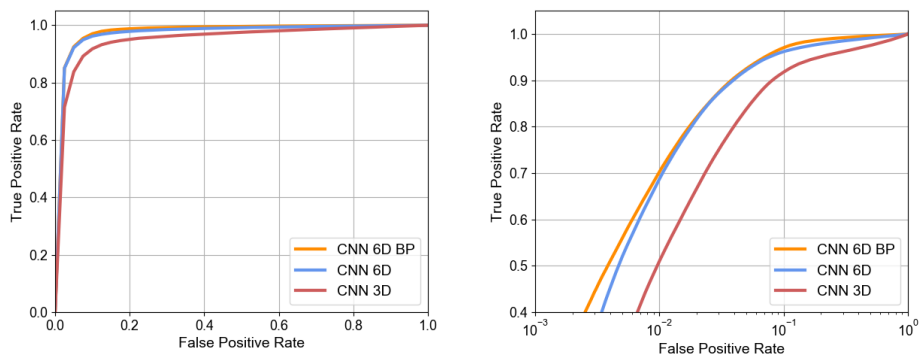 True Positive Rate
1.0
0.8
0.6
0.4
0.2
0.0
CNN 6D BP
CNN 6D
CNN 3D
0.0 0.2 0.4 0.6 0.8 1.0
False Positive Rate
True Positive Rate
1.0
0.9
0.8
0.7
0.6
0.5
0.4
CNN 6D BP
CNN 6D
CNN 3D
10⁻³ 10⁻² 10⁻¹ 10⁰
False Positive Rate